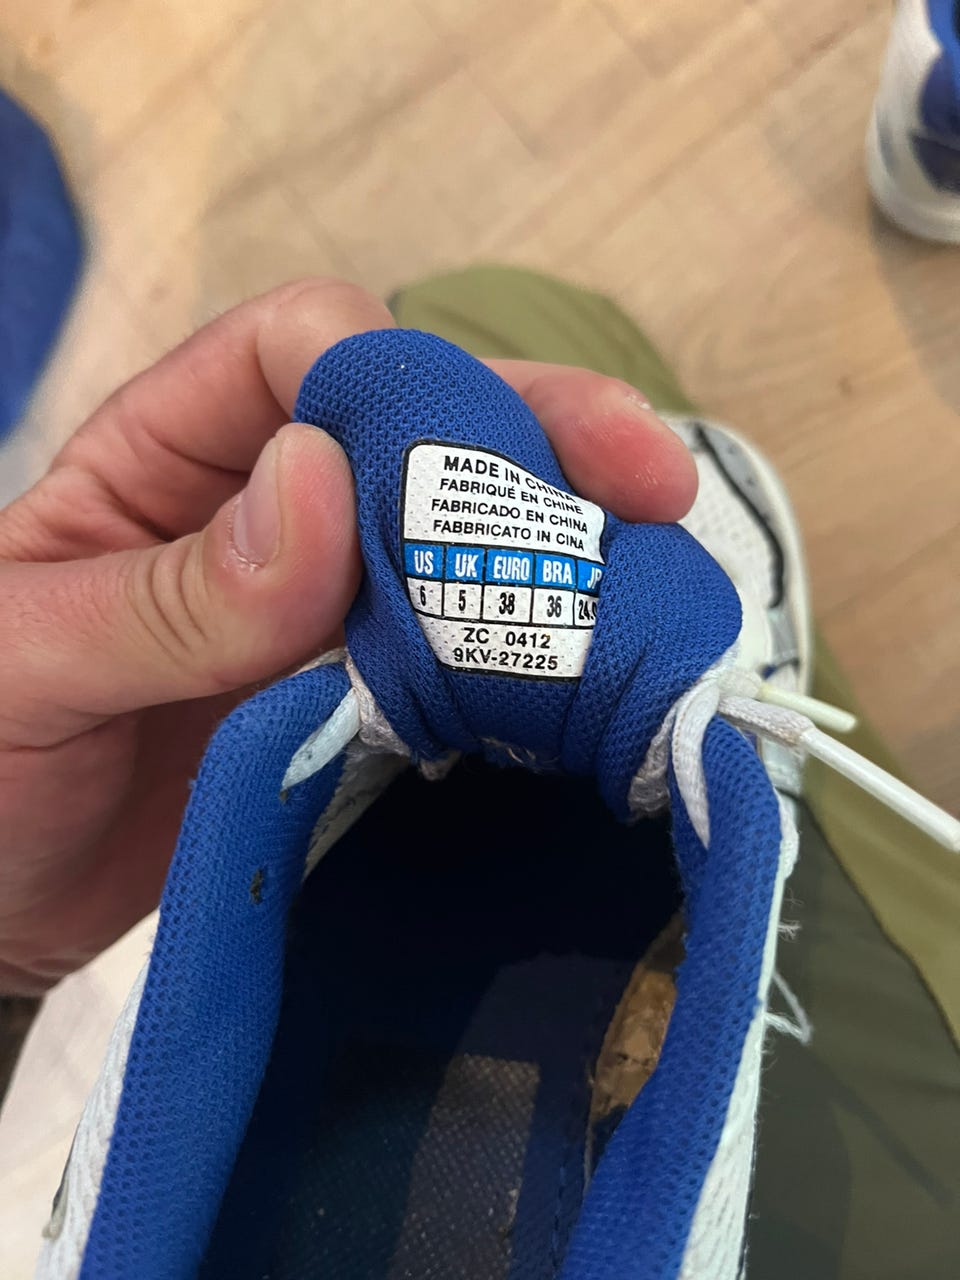 MADE IN CHINA
FABRIQUÉ EN CHINE
FABRICADO EN CHINA
FABBRICATO IN CINA
US UK EURO BRA
6 5 38 36
ZC 0412
9KV-27225